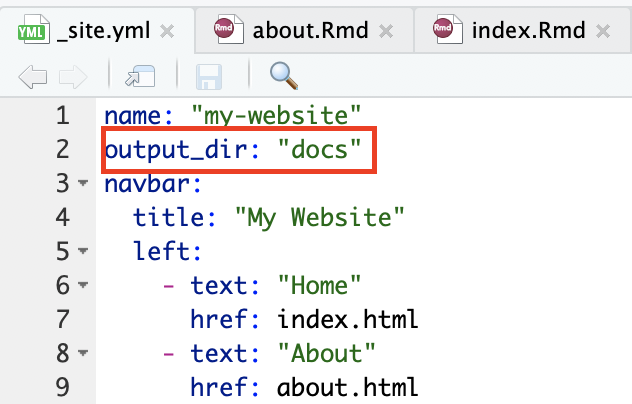 YML _site.yml × Rmd about.Rmd × Rmd index.Rmd ×
1 name: "my-website"
2 output_dir: "docs"
3 navbar:
4   title: "My Website"
5   left:
6     - text: "Home"
7       href: index.html
8     - text: "About"
9       href: about.html